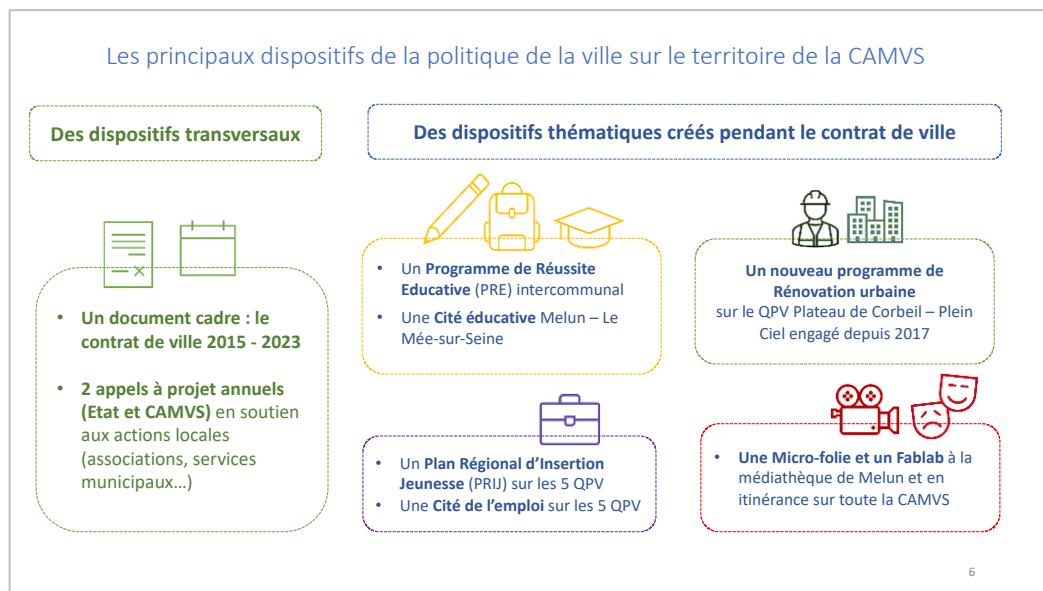 Les principaux dispositifs de la politique de la ville sur le territoire de la CAMVS
Des dispositifs transversaux
• Un document cadre : le
contrat de ville 2015 - 2023
• 2 appels à projet annuels
(Etat et CAMVS) en soutien
aux actions locales
(associations, services
municipaux…)
Des dispositifs thématiques créés pendant le contrat de ville
• Un Programme de Réussite
Educative (PRE) intercommunal
• Une Cité éducative Melun – Le
Mée-sur-Seine
Un nouveau programme de
Rénovation urbaine
sur le QPV Plateau de Corbeil – Plein
Ciel engagé depuis 2017
• Un Plan Régional d’Insertion
Jeunesse (PRIJ) sur les 5 QPV
• Une Cité de l’emploi sur les 5 QPV
• Une Micro-folie et un Fablab à la
médiathèque de Melun et en
itinérance sur toute la CAMVS
6